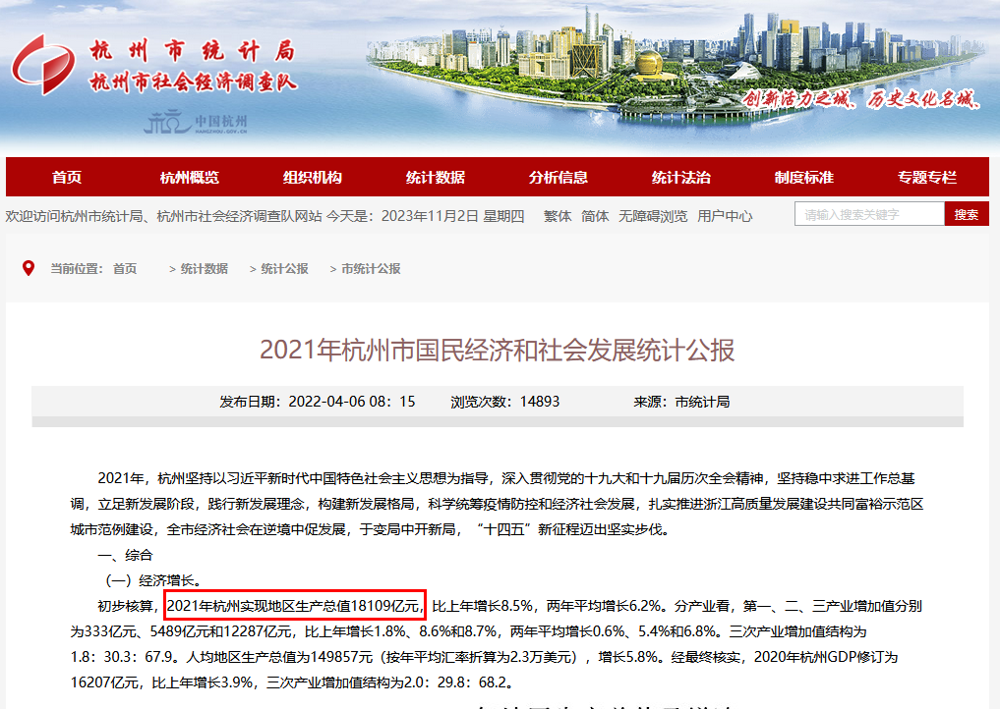 杭州市统计局
杭州市社会经济调查队
中国杭州
HANGZHOU.GOV.CN
创新活力之城、历史文化名城、
首页 杭州概览 组织机构 统计数据 分析信息 统计法治 制度标准 专题专栏
欢迎访问杭州市统计局、杭州市社会经济调查队网站 今天是：2023年11月2日 星期四 繁体 简体 无障碍浏览 用户中心 请输入搜索关键字 搜索
当前位置： 首页 > 统计数据 > 统计公报 > 市统计公报
2021年杭州市国民经济和社会发展统计公报
发布日期：2022-04-06 08：15 浏览次数：14893 来源：市统计局
2021年，杭州坚持以习近平新时代中国特色社会主义思想为指导，深入贯彻党的十九大和十九届历次全会精神，坚持稳中求进工作总基
调，立足新发展阶段，践行新发展理念，构建新发展格局，科学统筹疫情防控和经济社会发展，扎实推进浙江高质量发展建设共同富裕示范区
城市范例建设，全市经济社会在逆境中促发展，于变局中开新局，“十四五”新征程迈出坚实步伐。
一、综合
（一）经济增长。
初步核算，2021年杭州实现地区生产总值18109亿元，比上年增长8.5%，两年平均增长6.2%。分产业看，第一、二、三产业增加值分别
为333亿元、5489亿元和12287亿元，比上年增长1.8%、8.6%和8.7%，两年平均增长0.6%、5.4%和6.8%。三次产业增加值结构为
1.8：30.3：67.9。人均地区生产总值为149857元（按年平均汇率折算为2.3万美元），增长5.8%。经最终核实，2020年杭州GDP修订为
16207亿元，比上年增长3.9%，三次产业增加值结构为2.0：29.8：68.2。